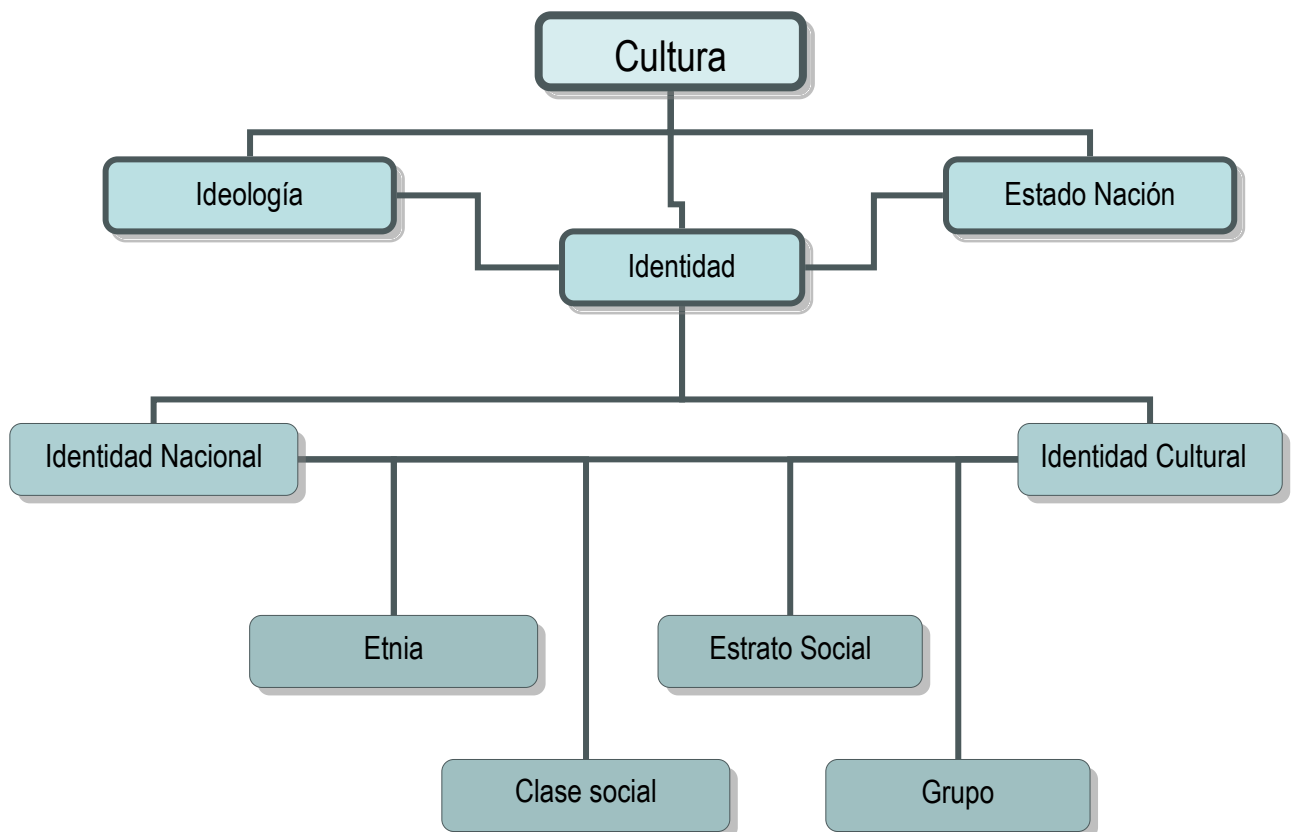 Cultura
Ideología
Estado Nación
Identidad
Identidad Nacional
Identidad Cultural
Etnia
Estrato Social
Clase social
Grupo